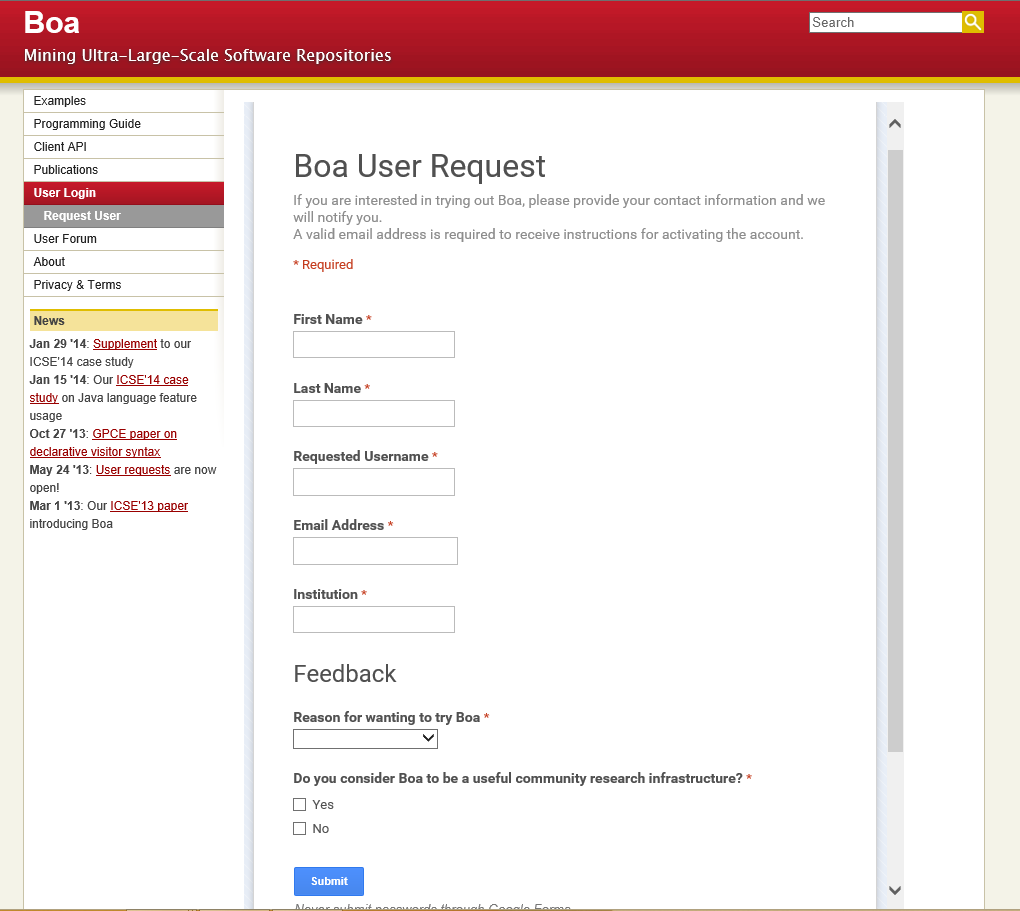 Boa
Search
Mining Ultra-Large-Scale Software Repositories
Examples
Programming Guide
Client API
Publications
User Login
Request User
User Forum
About
Privacy & Terms
News
Jan 29 '14: Supplement to our
ICSE'14 case study
Jan 15 '14: Our ICSE'14 case
study on Java language feature
usage
Oct 27 '13: GPCE paper on
declarative visitor syntax
May 24 '13: User requests are now
open!
Mar 1 '13: Our ICSE'13 paper
introducing Boa
Boa User Request
If you are interested in trying out Boa, please provide your contact information and we
will notify you.
A valid email address is required to receive instructions for activating the account.
* Required
First Name *
Last Name *
Requested Username *
Email Address *
Institution *
Feedback
Reason for wanting to try Boa *
Do you consider Boa to be a useful community research infrastructure? *
Yes
No
Submit
Never submit passwords through Google Forms.